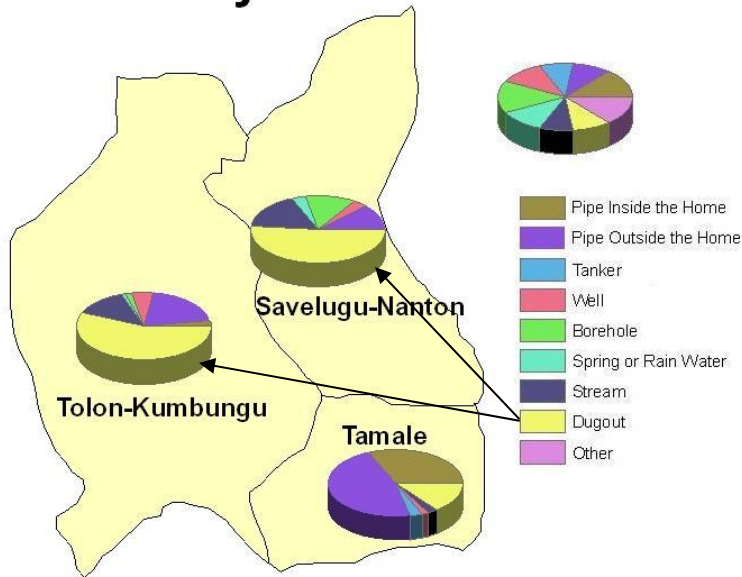 Pipe Inside the Home
Pipe Outside the Home
Tanker
Well
Borehole
Spring or Rain Water
Stream
Dugout
Other
Savelugu-Nanton
Tolon-Kumbungu
Tamale